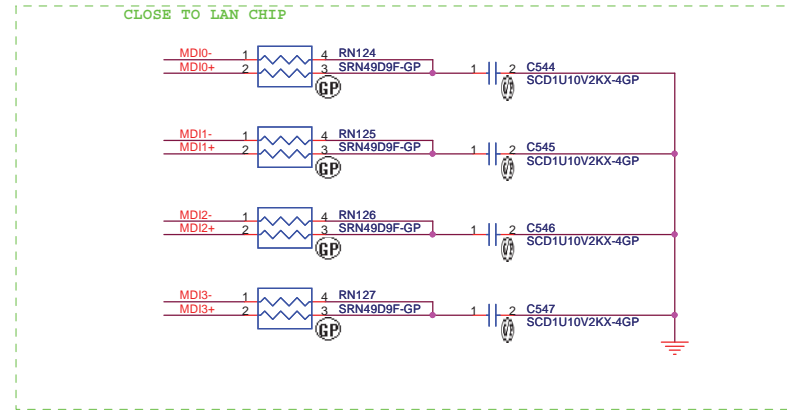 CLOSE TO LAN CHIP
MDI0- 1 4 RN124
MDI0+ 2 3 SRN49D9F-GP 1 2 C544
GP SCD1U10V2KX-4GP
MDI1- 1 4 RN125
MDI1+ 2 3 SRN49D9F-GP 1 2 C545
GP SCD1U10V2KX-4GP
MDI2- 1 4 RN126
MDI2+ 2 3 SRN49D9F-GP 1 2 C546
GP SCD1U10V2KX-4GP
MDI3- 1 4 RN127
MDI3+ 2 3 SRN49D9F-GP 1 2 C547
GP SCD1U10V2KX-4GP